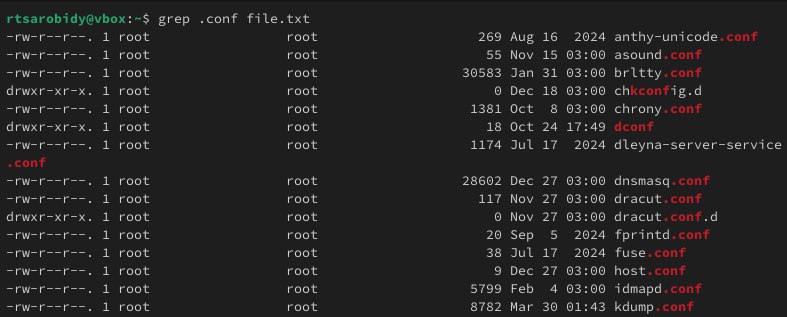 rtsarobidy@vbox:~$ grep .conf file.txt
-rw-r--r--. 1 root root 269 Aug 16 2024 anthy-unicode.conf
-rw-r--r--. 1 root root 55 Nov 15 03:00 asound.conf
-rw-r--r--. 1 root root 30583 Jan 31 03:00 brltty.conf
drwxr-xr-x. 1 root root 0 Dec 18 03:00 chkconfig.d
-rw-r--r--. 1 root root 1381 Oct 8 03:00 chrony.conf
drwxr-xr-x. 1 root root 18 Oct 24 17:49 dconf
-rw-r--r--. 1 root root 1174 Jul 17 2024 dleyna-server-service
.conf
-rw-r--r--. 1 root root 28602 Dec 27 03:00 dnsmasq.conf
-rw-r--r--. 1 root root 117 Nov 27 03:00 dracut.conf
drwxr-xr-x. 1 root root 0 Nov 27 03:00 dracut.conf.d
-rw-r--r--. 1 root root 20 Sep 5 2024 fprintd.conf
-rw-r--r--. 1 root root 38 Jul 17 2024 fuse.conf
-rw-r--r--. 1 root root 9 Dec 27 03:00 host.conf
-rw-r--r--. 1 root root 5799 Feb 4 03:00 idmapd.conf
-rw-r--r--. 1 root root 8782 Mar 30 01:43 kdump.conf